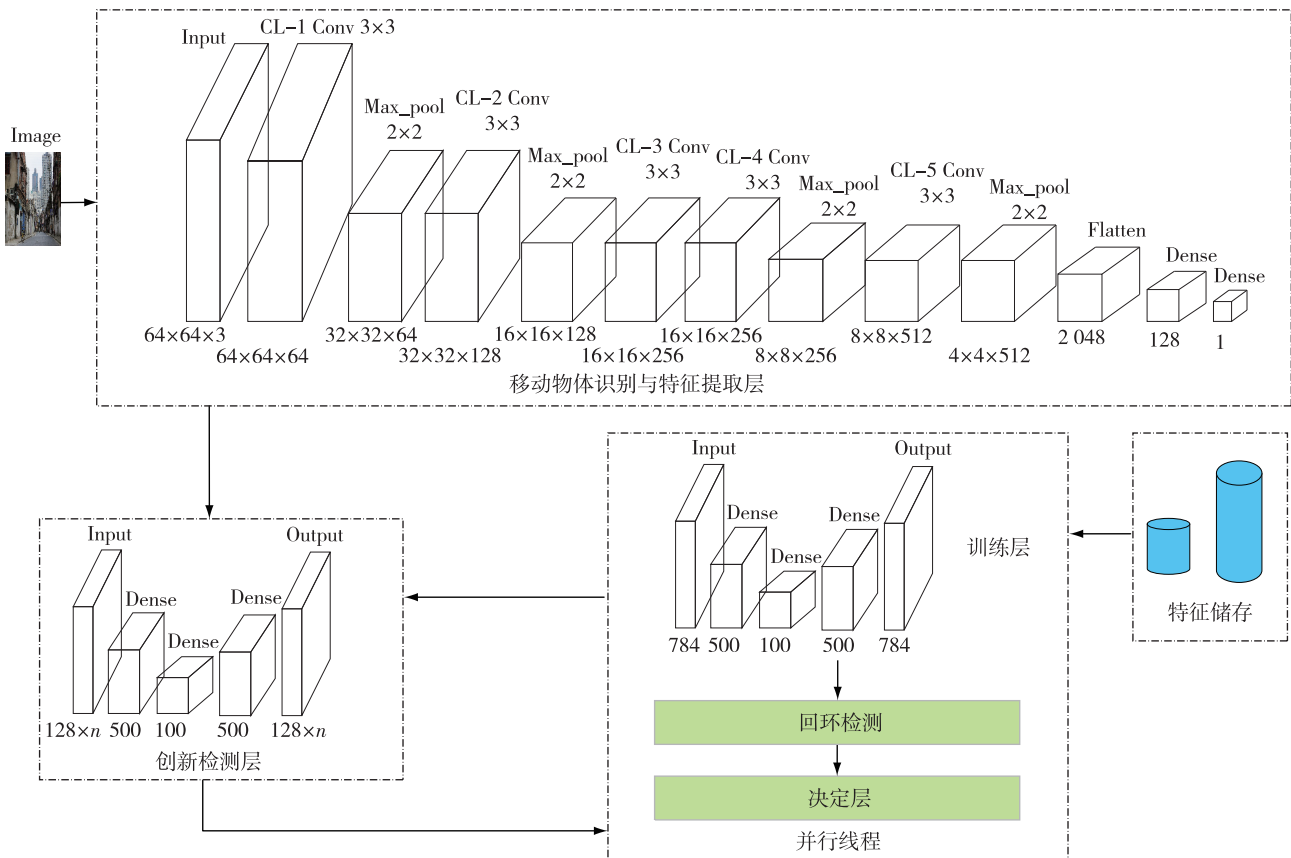 Image
Input
CL-1 Conv 3×3
Max_pool
2×2
CL-2 Conv
3×3
Max_pool
2×2
CL-3 Conv
3×3
CL-4 Conv
3×3
Max_pool
2×2
CL-5 Conv
3×3
Max_pool
2×2
Flatten
Dense
Dense
64×64×3
64×64×64
32×32×64
32×32×128
16×16×128
16×16×256
16×16×256
8×8×256
8×8×512
4×4×512
2 048
128
1
移动物体识别与特征提取层
Input
Dense
Dense
Dense
Output
128×n
500
100
500
128×n
创新检测层
Input
Dense
Dense
Dense
Output
784
500
100
500
784
训练层
回环检测
决定层
并行线程
特征储存